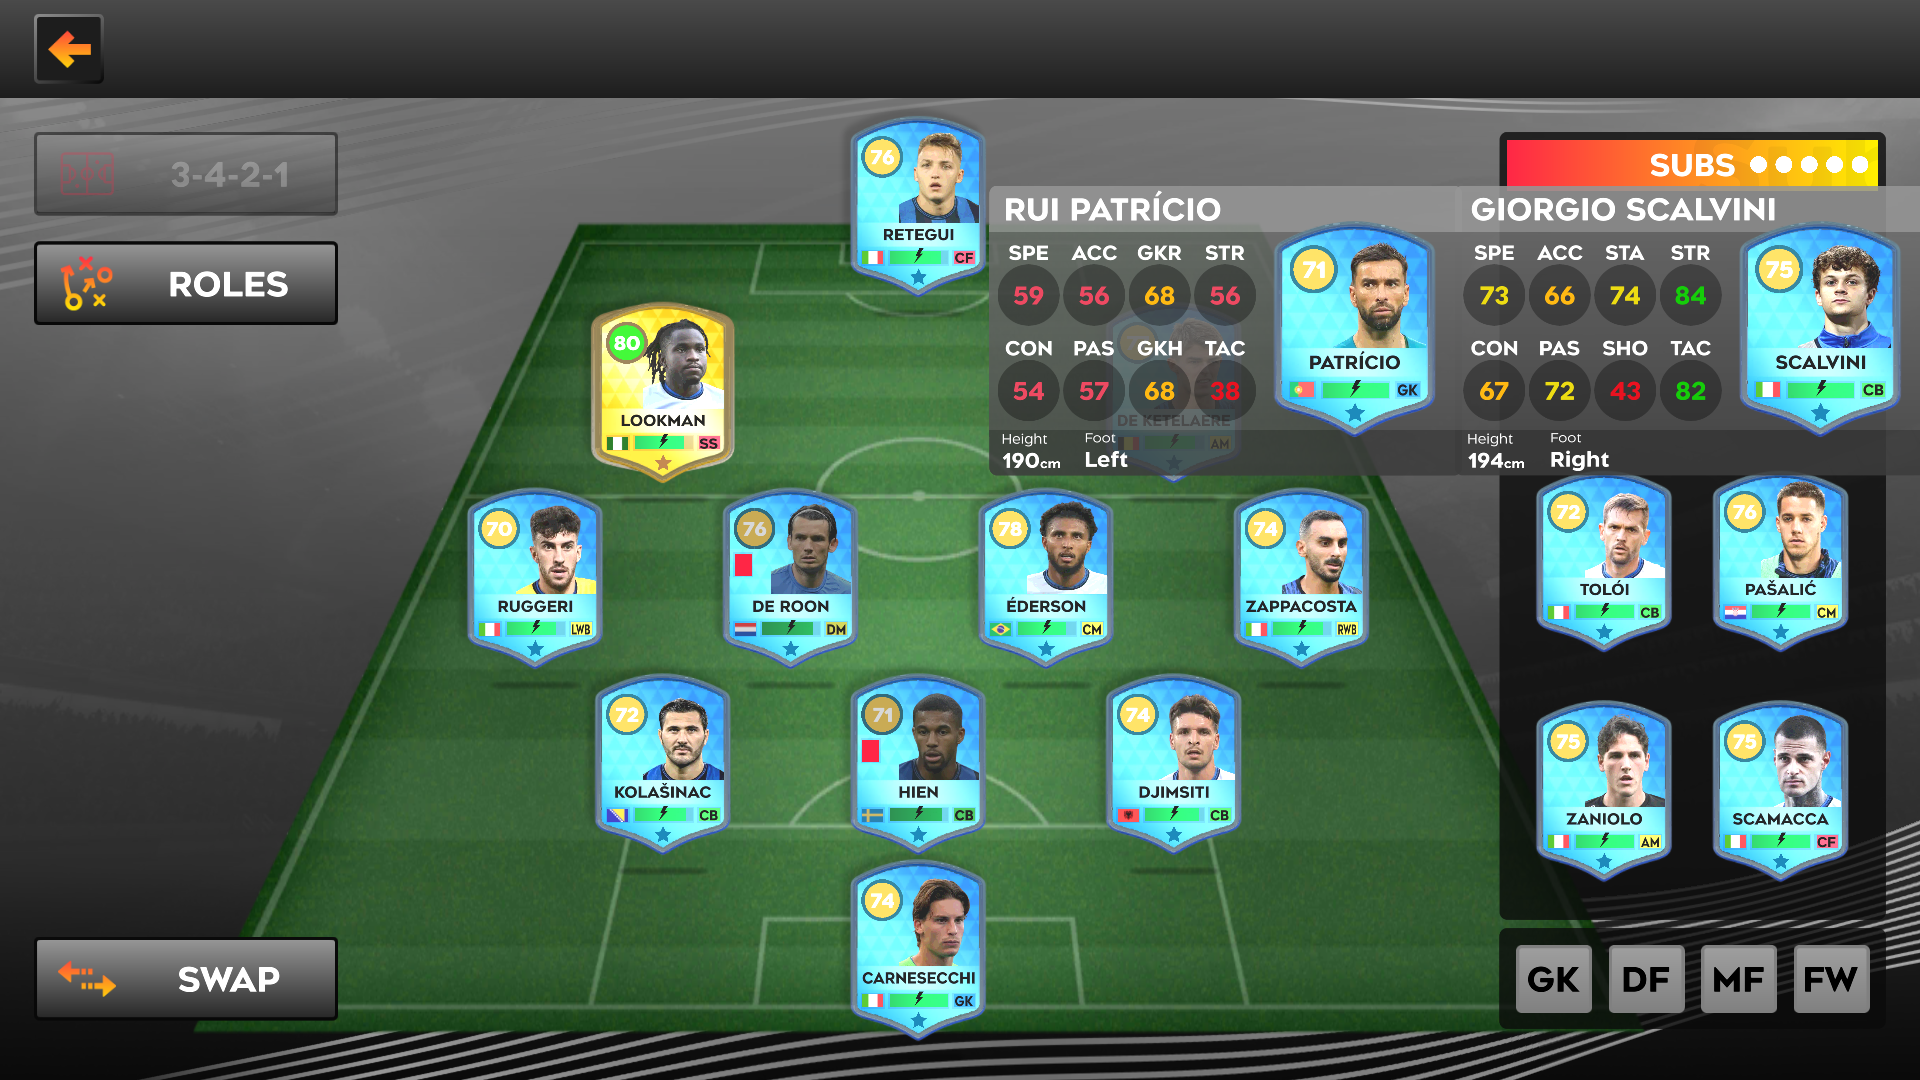 3-4-2-1
ROLES
SWAP
76
RETEGUI
CF
80
LOOKMAN
SS
DE KETELAERE
AM
70
RUGGERI
LWB
76
DE ROON
DM
78
ÉDERSON
CM
74
ZAPPACOSTA
RWB
72
KOLAŠINAC
CB
71
HIEN
CB
74
DJIMSITI
CB
74
CARNESECCHI
GK
SUBS
RUI PATRÍCIO
SPE ACC GKR STR
59 56 68 56
CON PAS GKH TAC
54 57 68 38
Height Foot
190cm Left
71
PATRÍCIO
GK
GIORGIO SCALVINI
SPE ACC STA STR
73 66 74 84
CON PAS SHO TAC
67 72 43 82
Height Foot
194cm Right
75
SCALVINI
CB
72
TOLÓI
CB
76
PAŠALIĆ
CM
75
ZANIOLO
AM
75
SCAMACCA
CF
GK DF MF FW